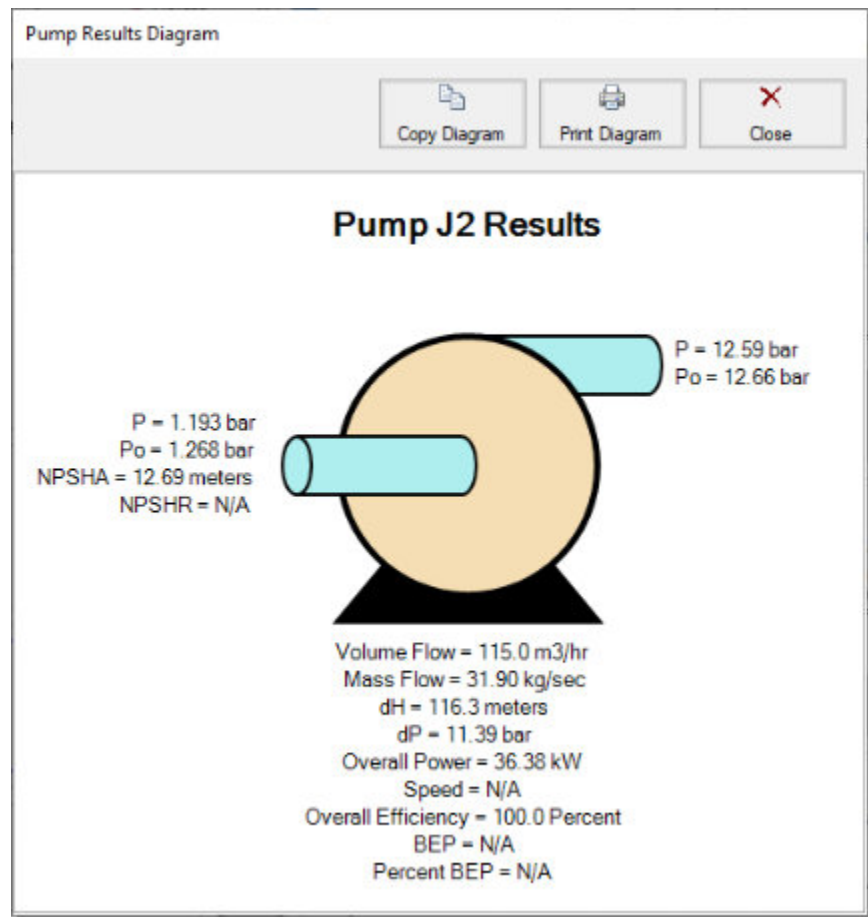 Pump Results Diagram
Copy Diagram
Print Diagram
Close
Pump J2 Results
P = 12.59 bar
Po = 12.66 bar
P = 1.193 bar
Po = 1.268 bar
NPSHA = 12.69 meters
NPSHR = N/A
Volume Flow = 115.0 m3/hr
Mass Flow = 31.90 kg/sec
dH = 116.3 meters
dP = 11.39 bar
Overall Power = 36.38 kW
Speed = N/A
Overall Efficiency = 100.0 Percent
BEP = N/A
Percent BEP = N/A